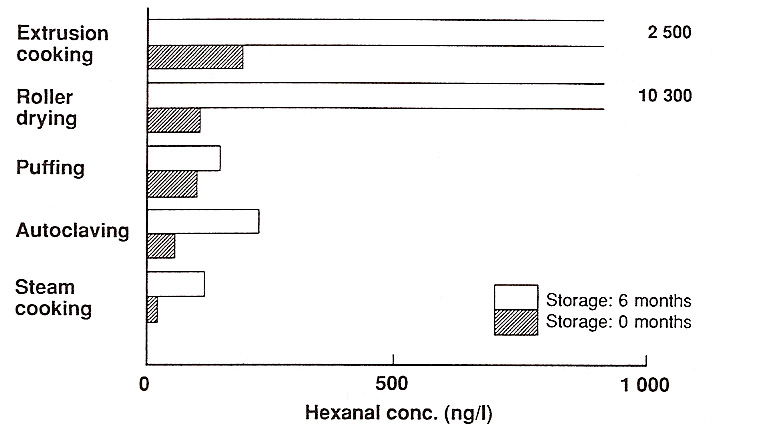 Extrusion
cooking
2 500
Roller
drying
10 300
Puffing
Autoclaving
Steam
cooking
Storage: 6 months
Storage: 0 months
0
500
1 000
Hexanal conc. (ng/l)